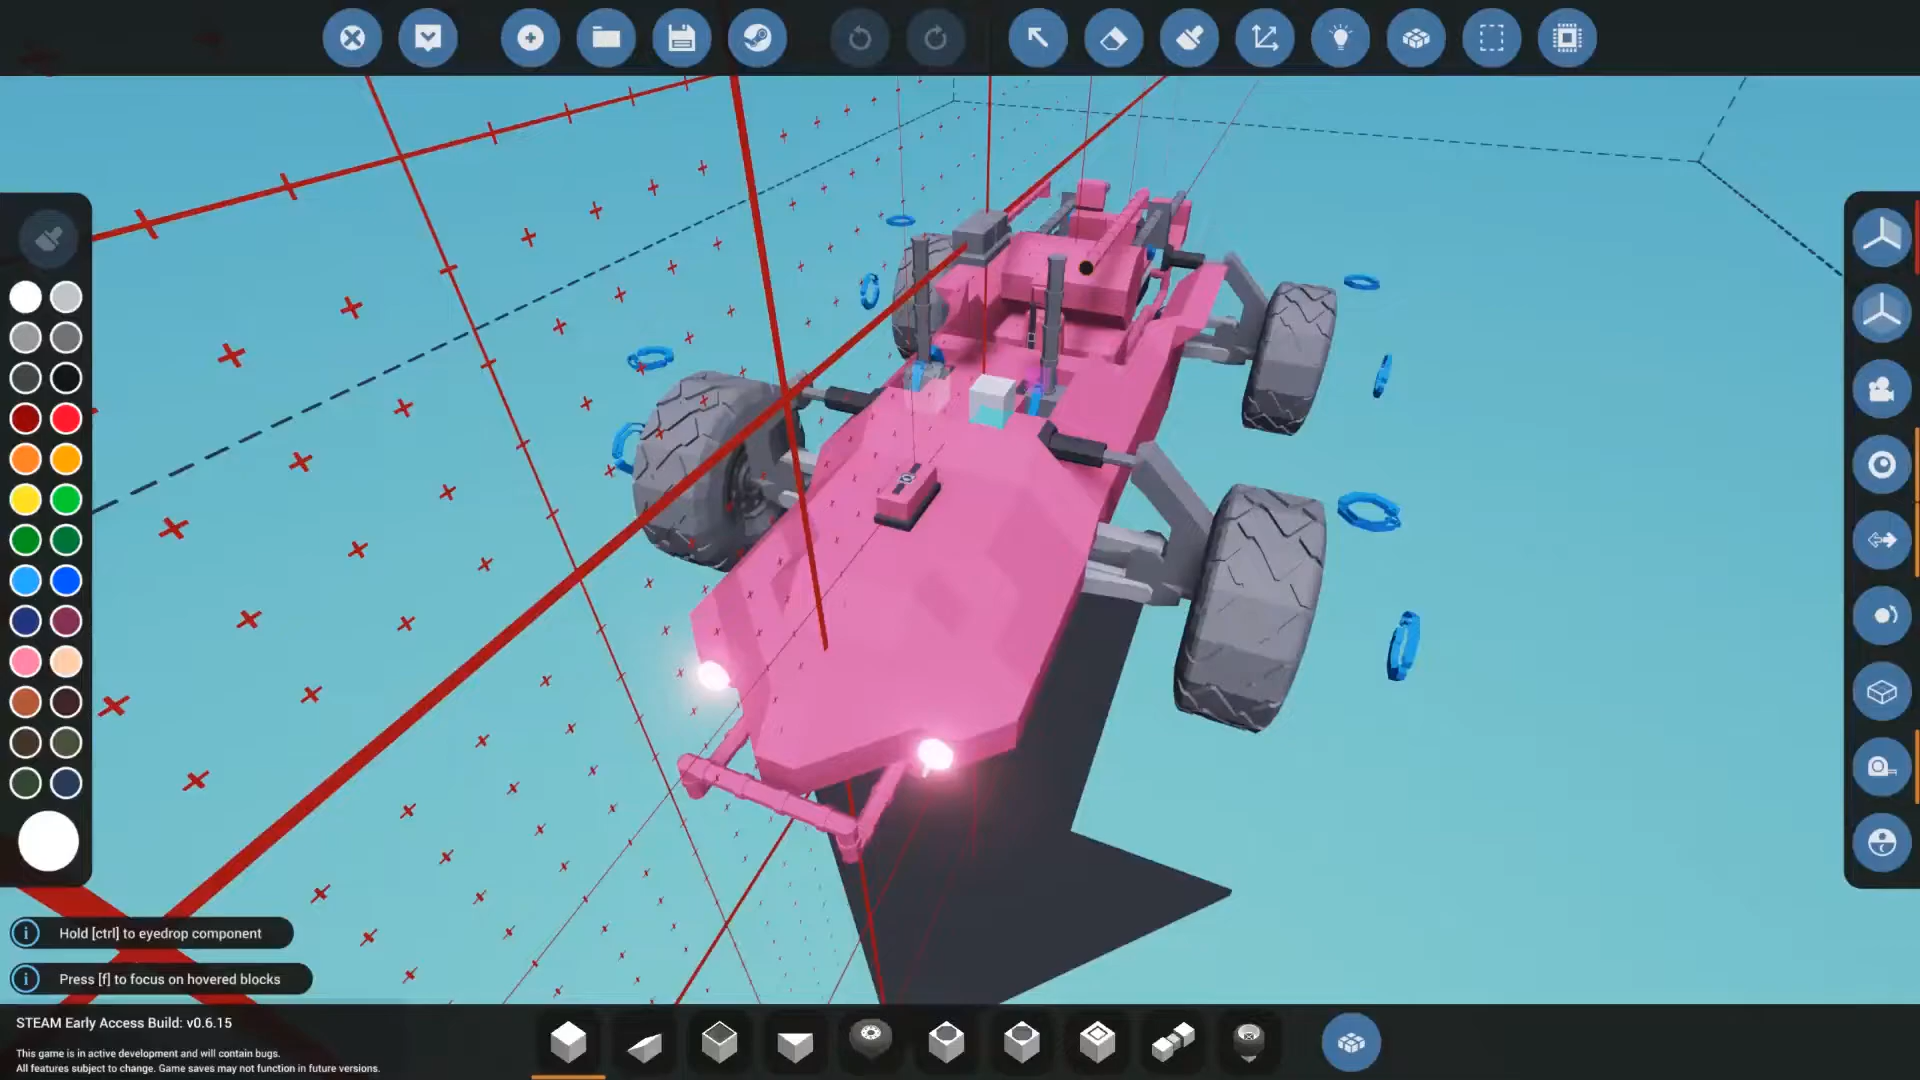 Hold [ctrl] to eyedrop component
Press [f] to focus on hovered blocks
STEAM Early Access Build: v0.6.15
This game is in active development and will contain bugs.
All features subject to change. Game saves may not function in future versions.